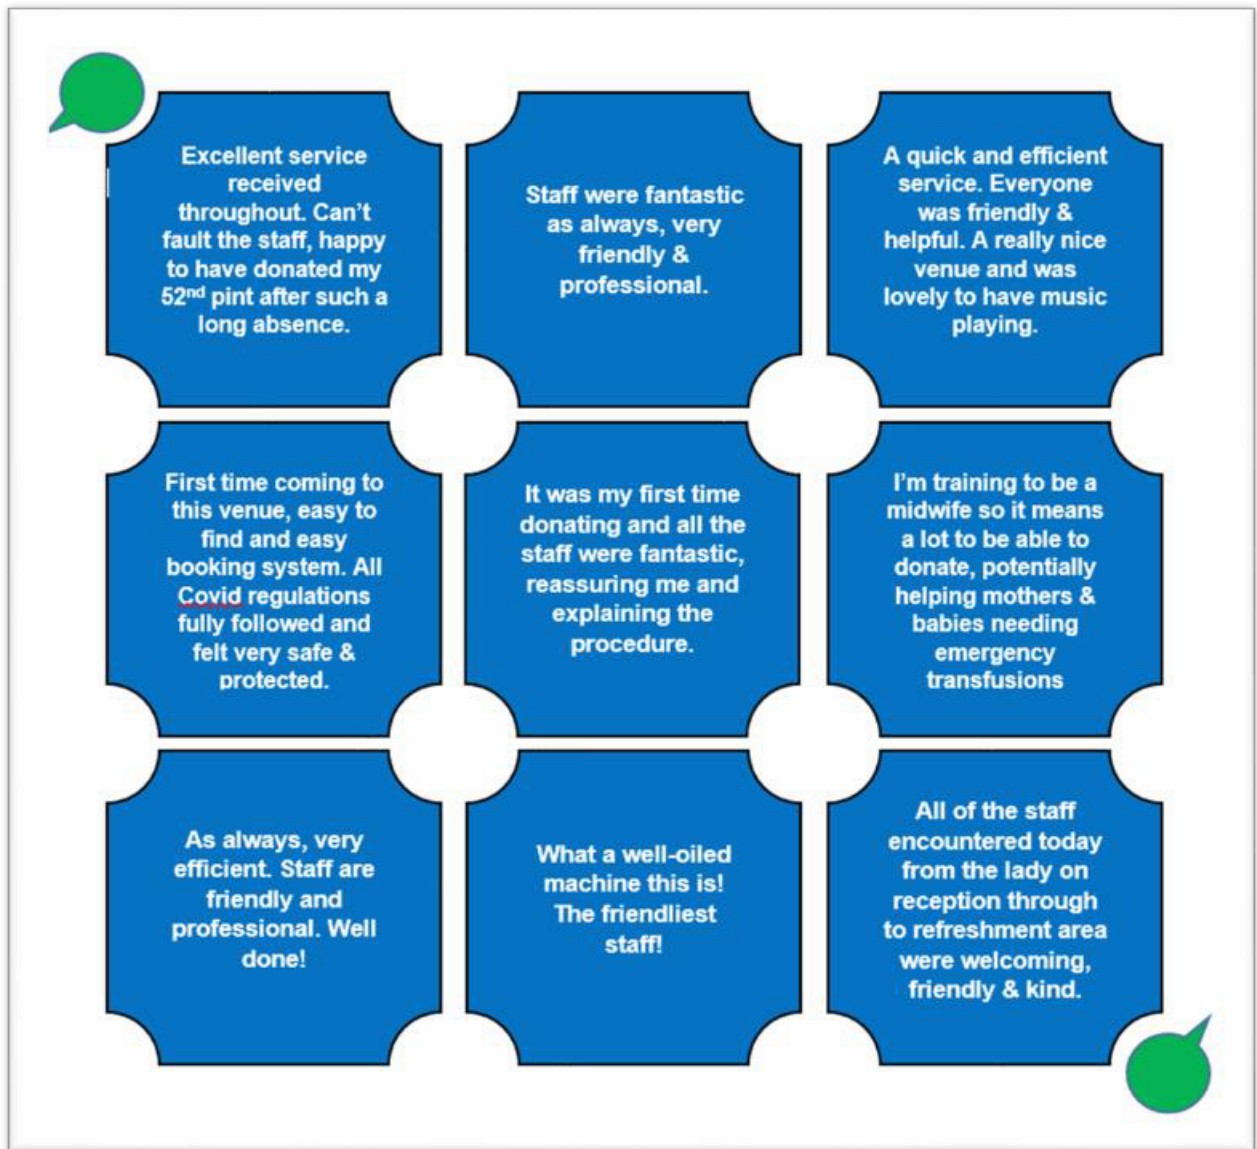 Excellent service
received
throughout. Can't
fault the staff, happy
to have donated my
52nd pint after such a
long absence.
Staff were fantastic
as always, very
friendly &
professional.
A quick and efficient
service. Everyone
was friendly &
helpful. A really nice
venue and was
lovely to have music
playing.
First time coming to
this venue, easy to
find and easy
booking system. All
Covid regulations
fully followed and
felt very safe &
protected.
It was my first time
donating and all the
staff were fantastic,
reassuring me and
explaining the
procedure.
I'm training to be a
midwife so it means
a lot to be able to
donate, potentially
helping mothers &
babies needing
emergency
transfusions
As always, very
efficient. Staff are
friendly and
professional. Well
done!
What a well-oiled
machine this is!
The friendliest
staff!
All of the staff
encountered today
from the lady on
reception through
to refreshment area
were welcoming,
friendly & kind.